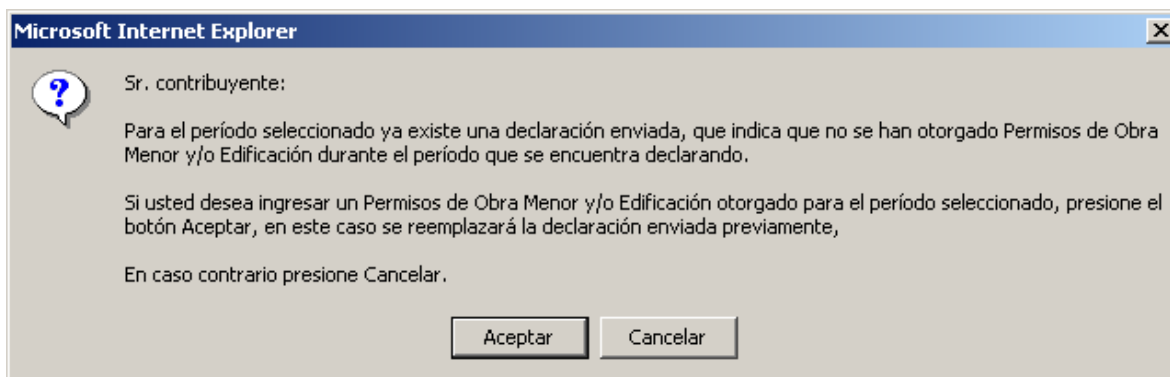 Microsoft Internet Explorer
Sr. contribuyente:
Para el período seleccionado ya existe una declaración enviada, que indica que no se han otorgado Permisos de Obra
Menor y/o Edificación durante el período que se encuentra declarando.
Si usted desea ingresar un Permisos de Obra Menor y/o Edificación otorgado para el período seleccionado, presione el
botón Aceptar, en este caso se reemplazará la declaración enviada previamente,
En caso contrario presione Cancelar.
Aceptar Cancelar